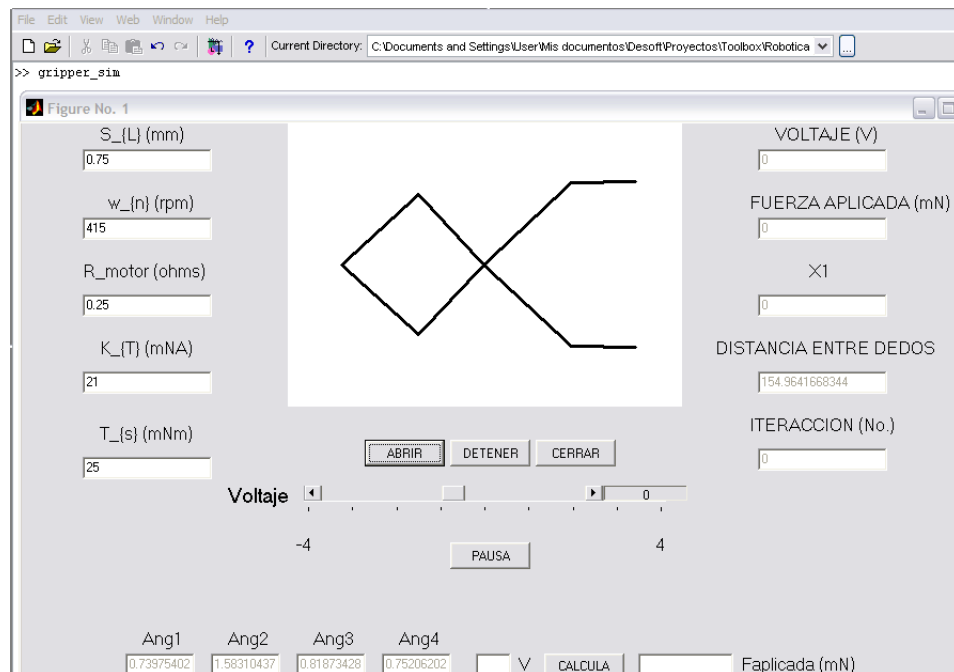 File Edit View Web Window Help
? Current Directory: C:\Documents and Settings\User\Mis documentos\Desoft\Proyectos\Toolbox\Robotica ...
>> gripper_sim
Figure No. 1
S_{L} (mm)
0.75
w_{n} (rpm)
415
R_motor (ohms)
0.25
K_{T} (mNA)
21
T_{s} (mNm)
25
VOLTAJE (V)
0
FUERZA APLICADA (mN)
0
X1
0
DISTANCIA ENTRE DEDOS
154.9641668344
ITERACCION (No.)
0
ABRIR DETENER CERRAR
Voltaje 0
-4 4
PAUSA
Ang1 Ang2 Ang3 Ang4
0.73975402 1.58310437 0.81873428 0.75206202 V CALCULA Faplicada (mN)